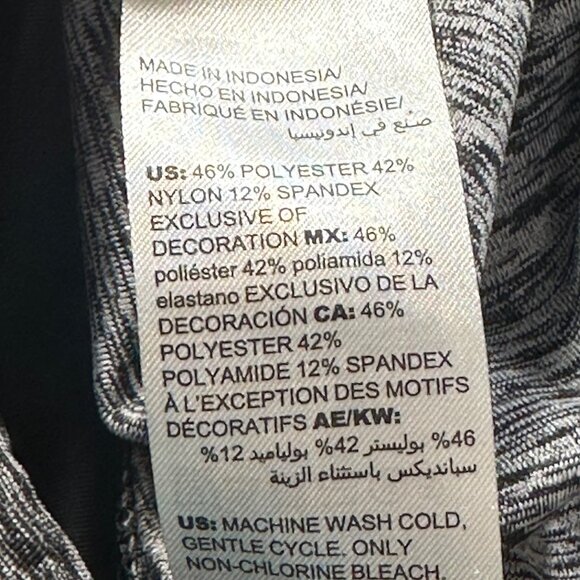 MADE IN INDONESIA/
HECHO EN INDONESIA/
FABRIQUÉ EN INDONÉSIE/
صنع في إندونيسيا
US: 46% POLYESTER 42%
NYLON 12% SPANDEX
EXCLUSIVE OF
DECORATION MX: 46%
poliéster 42% poliamida 12%
elastano EXCLUSIVO DE LA
DECORACIÓN CA: 46%
POLYESTER 42%
POLYAMIDE 12% SPANDEX
À L'EXCEPTION DES MOTIFS
DÉCORATIFS AE/KW:
46% بوليستر 42% بولياميد 12%
سبانديكس باستثناء الزينة
US: MACHINE WASH COLD,
GENTLE CYCLE. ONLY
NON-CHLORINE BLEACH.